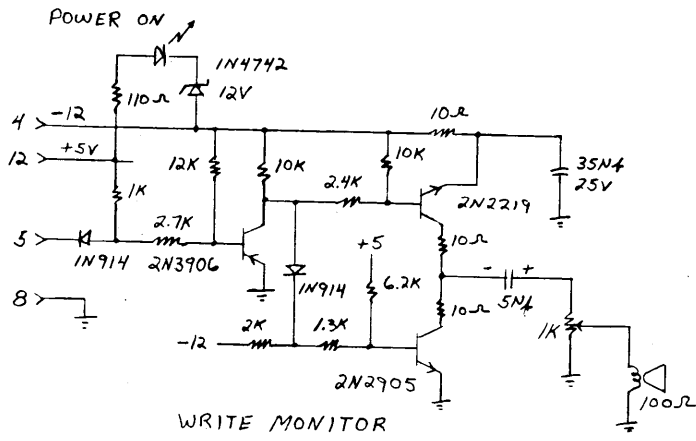 POWER ON
1N4742
12V
110Ω
10Ω
4 -12
12 +5V
12K
10K
10K
35Nf
25V
1K
2.4K
2N2219
2.7K
5
1N914
2N3906
+5
10Ω
1N914
6.2K
- +
5Nf
8
10Ω
1K
-12
2K
1.3K
2N2905
100Ω
WRITE MONITOR